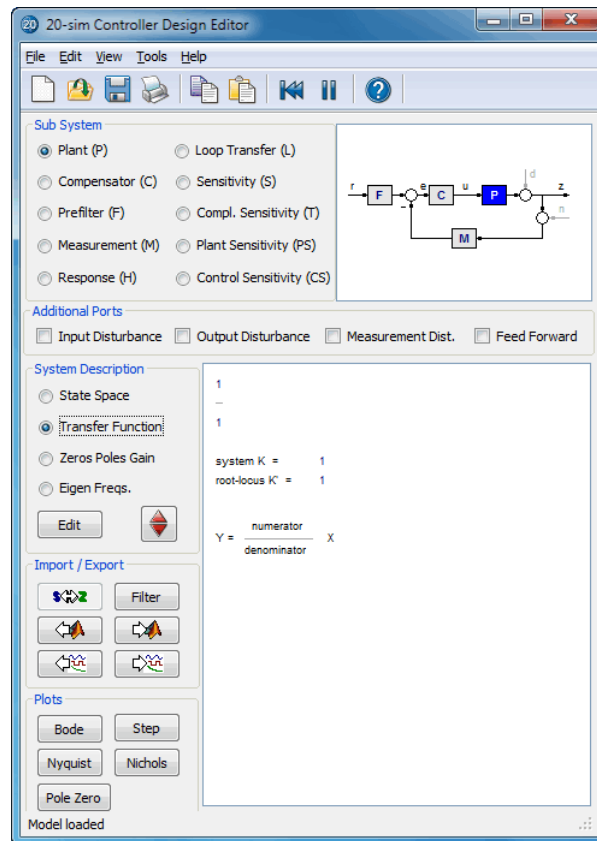 20-sim Controller Design Editor
File Edit View Tools Help
Sub System
Plant (P) Loop Transfer (L)
Compensator (C) Sensitivity (S)
Prefilter (F) Compl. Sensitivity (T)
Measurement (M) Plant Sensitivity (PS)
Response (H) Control Sensitivity (CS)
d
r F e C u P z
n
M
Additional Ports
Input Disturbance Output Disturbance Measurement Dist. Feed Forward
System Description
State Space
Transfer Function
Zeros Poles Gain
Eigen Freqs.
Edit
1
1
system K = 1
root-locus K' = 1
Y = numerator X
denominator
Import / Export
S Z Filter
Plots
Bode Step
Nyquist Nichols
Pole Zero
Model loaded